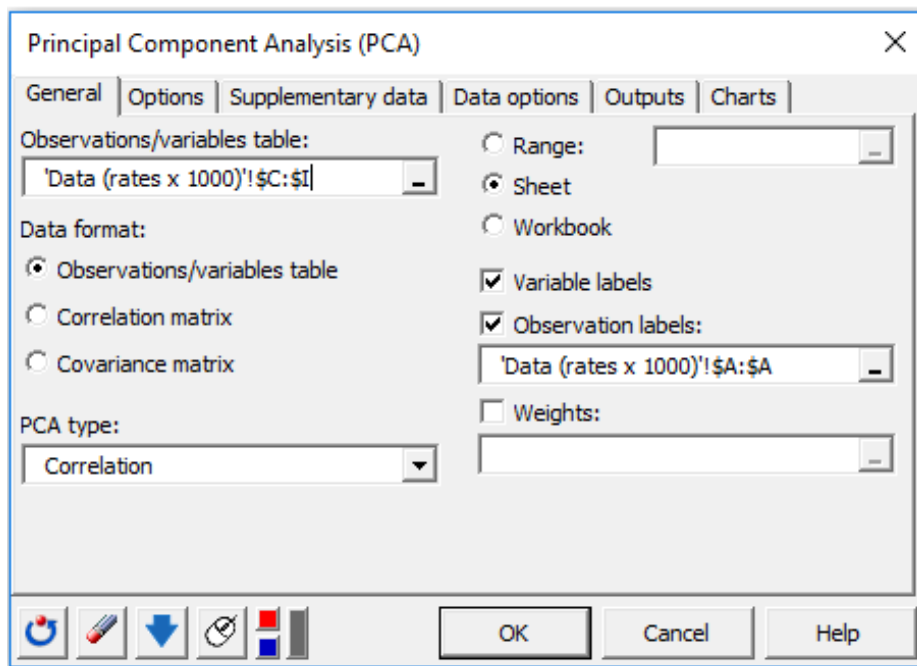 Principal Component Analysis (PCA)
General Options Supplementary data Data options Outputs Charts
Observations/variables table:
'Data (rates x 1000)'!$C:$I
Data format:
Observations/variables table
Correlation matrix
Covariance matrix
PCA type:
Correlation
Range:
Sheet
Workbook
Variable labels
Observation labels:
'Data (rates x 1000)'!$A:$A
Weights:
OK Cancel Help